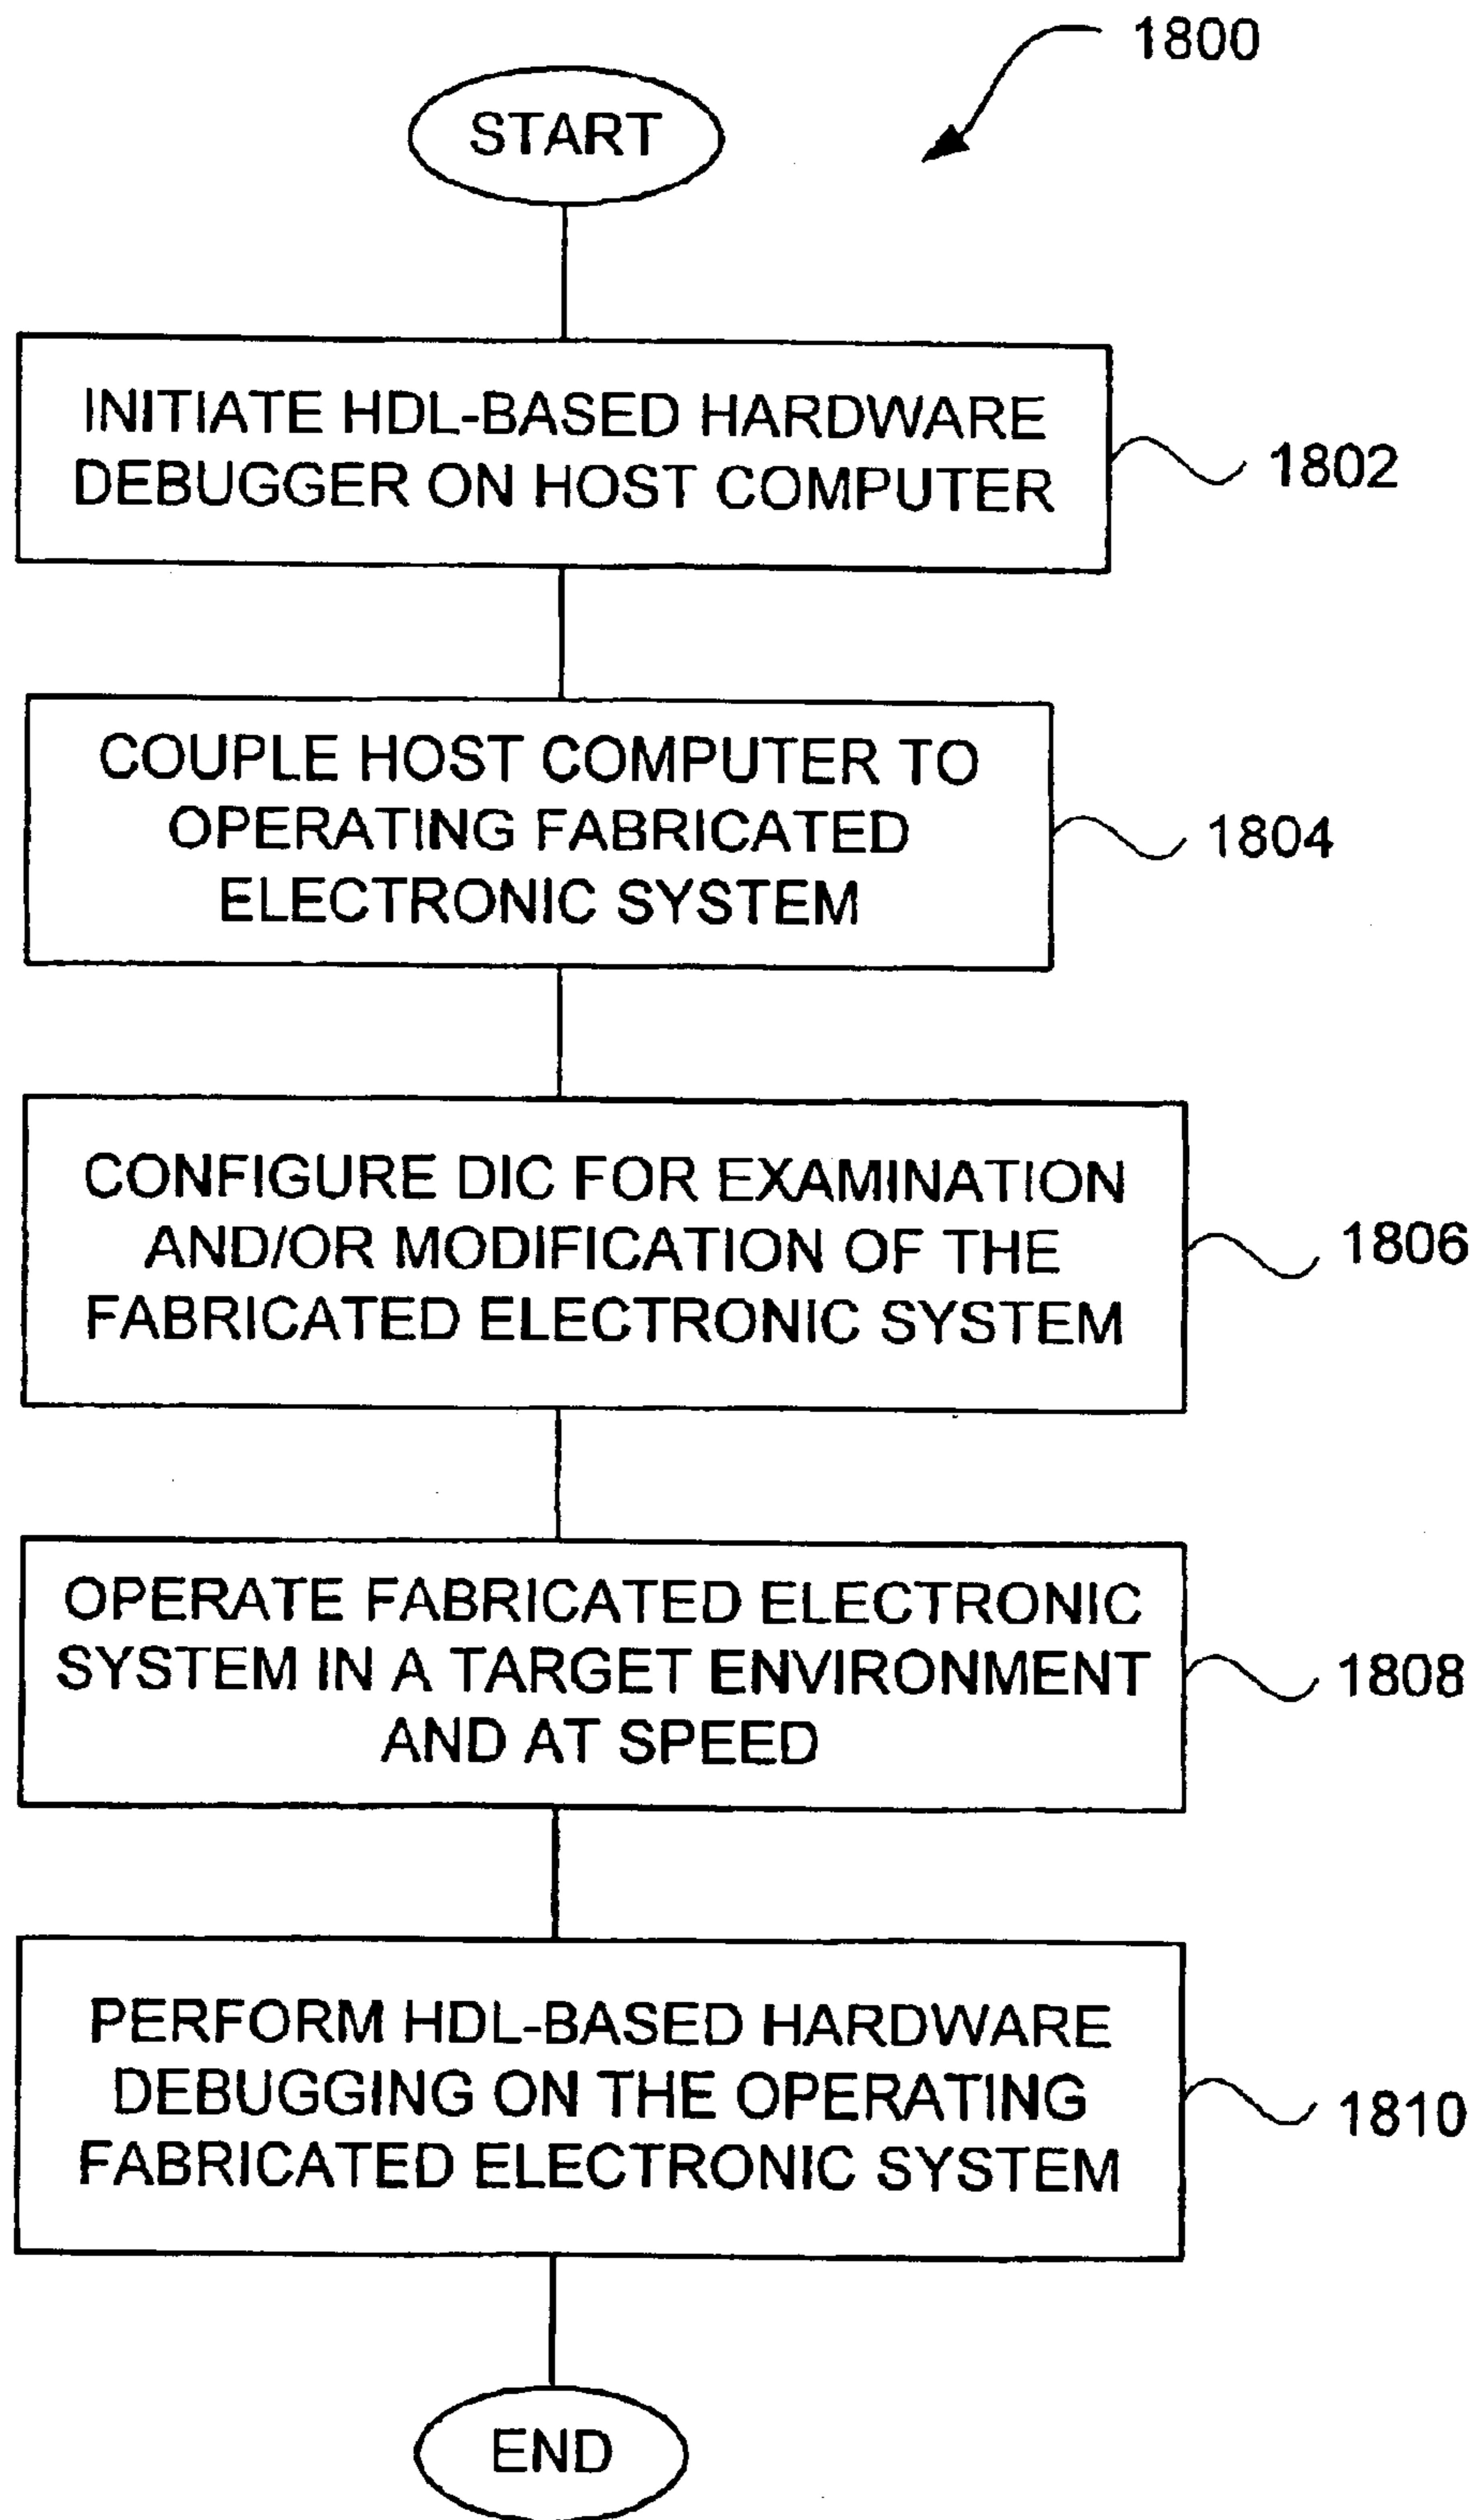 1800
START
INITIATE HDL-BASED HARDWARE
DEBUGGER ON HOST COMPUTER
1802
COUPLE HOST COMPUTER TO
OPERATING FABRICATED
ELECTRONIC SYSTEM
1804
CONFIGURE DIC FOR EXAMINATION
AND/OR MODIFICATION OF THE
FABRICATED ELECTRONIC SYSTEM
1806
OPERATE FABRICATED ELECTRONIC
SYSTEM IN A TARGET ENVIRONMENT
AND AT SPEED
1808
PERFORM HDL-BASED HARDWARE
DEBUGGING ON THE OPERATING
FABRICATED ELECTRONIC SYSTEM
1810
END